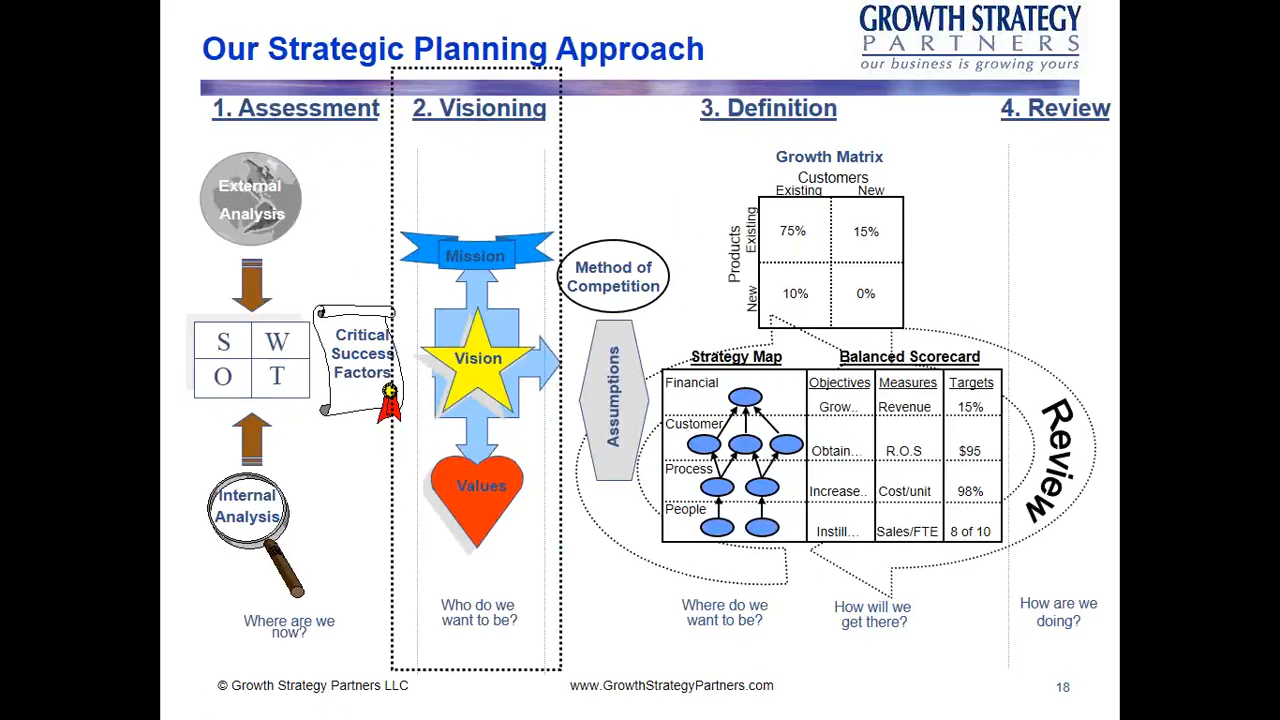 Our Strategic Planning Approach
GROWTH STRATEGY
PARTNERS
our business is growing yours
1. Assessment
2. Visioning
3. Definition
4. Review
External
Analysis
S W
O T
Internal
Analysis
Where are we
now?
Critical
Success
Factors
Mission
Vision
Values
Who do we
want to be?
Method of
Competition
Assumptions
Growth Matrix
Customers
Existing New
Products
Existing
New
75% 15%
10% 0%
Strategy Map
Balanced Scorecard
Financial
Customer
Process
People
Objectives Measures Targets
Grow.. Revenue 15%
Obtain... R.O.S $95
Increase.. Cost/unit 98%
Instill... Sales/FTE 8 of 10
Review
Where do we
want to be?
How will we
get there?
How are we
doing?
© Growth Strategy Partners LLC
www.GrowthStrategyPartners.com
18